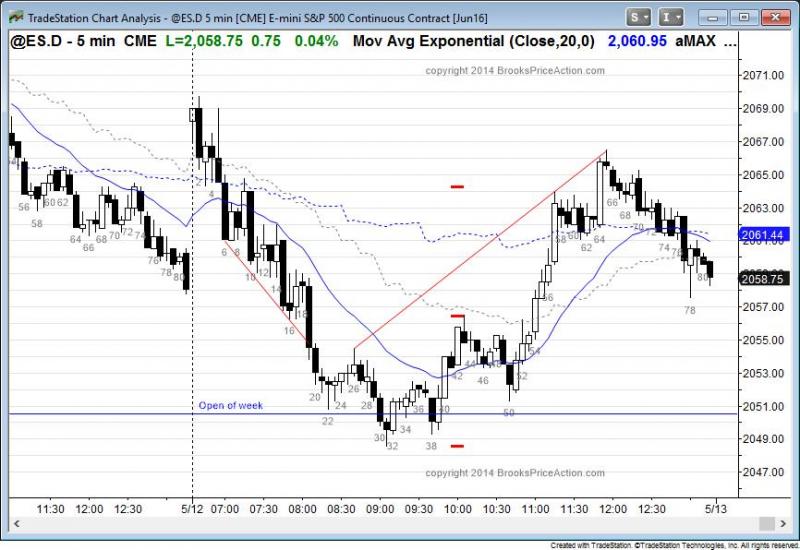 TradeStation Chart Analysis - @ES.D 5 min [CME] E-mini S&P 500 Continuous Contract [Jun16]
S I
@ES.D - 5 min CME L=2,058.75 0.75 0.04% Mov Avg Exponential (Close,20,0) 2,060.95 aMAX ...
copyright 2014 BrooksPriceAction.com
2071.00
2069.00
2067.00
2065.00
2063.00
2061.44
2058.75
2057.00
2055.00
2053.00
2051.00
2049.00
2047.00
56 58 60 62 64 66 68 70 72 74 76 78 80
2 4 6 8 10 12 14 16 18 20 22 24 26 28 30 32 34 36 38 40 42 44 46 48 50 52 54 56 58 60 62 64 66 68 70 72 74 76 78 80
Open of week
copyright 2014 BrooksPriceAction.com
11:30 12:00 12:30 5/12 07:00 07:30 08:00 08:30 09:00 09:30 10:00 10:30 11:00 11:30 12:00 12:30 5/13
Created with TradeStation. ©TradeStation Technologies, Inc. All rights reserved.